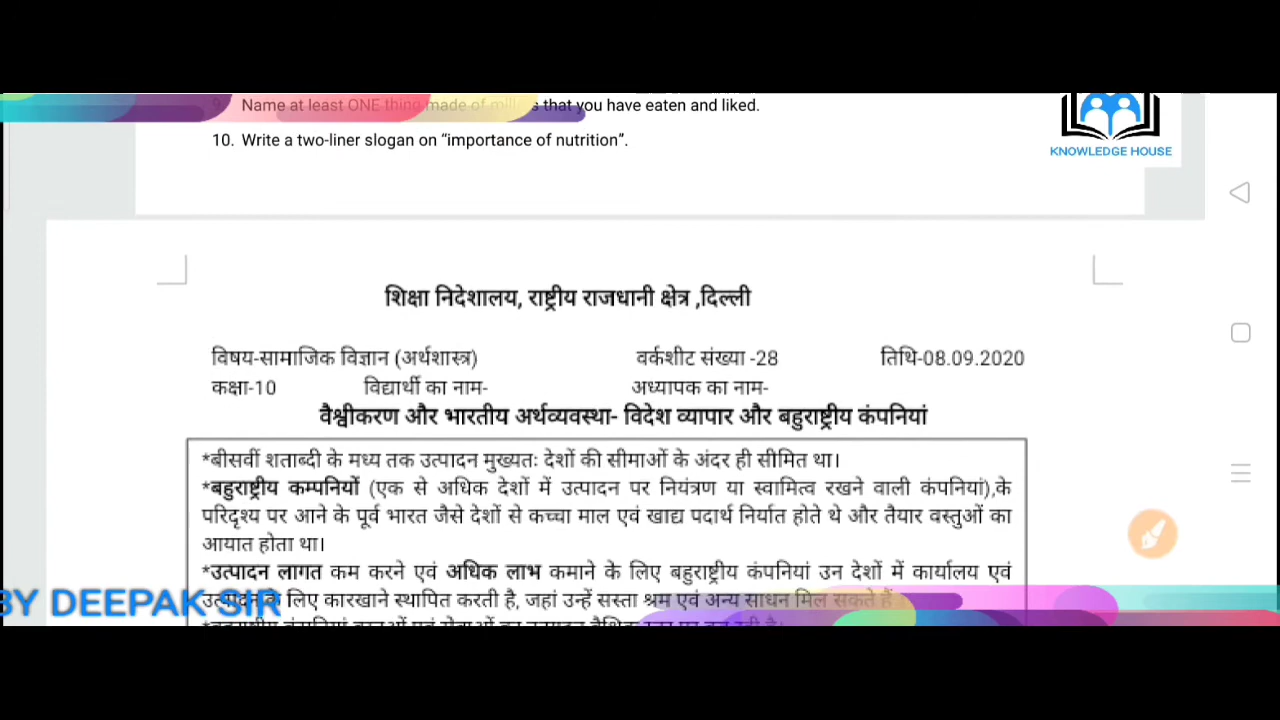 9. Name at least ONE thing made of millets that you have eaten and liked.
10. Write a two-liner slogan on “importance of nutrition”.
KNOWLEDGE HOUSE
शिक्षा निदेशालय, राष्ट्रीय राजधानी क्षेत्र ,दिल्ली
विषय-सामाजिक विज्ञान (अर्थशास्त्र) वर्कशीट संख्या -28 तिथि-08.09.2020
कक्षा-10 विद्यार्थी का नाम- अध्यापक का नाम-
वैश्वीकरण और भारतीय अर्थव्यवस्था- विदेश व्यापार और बहुराष्ट्रीय कंपनियां
*बीसवीं शताब्दी के मध्य तक उत्पादन मुख्यतः देशों की सीमाओं के अंदर ही सीमित था।
*बहुराष्ट्रीय कम्पनियों (एक से अधिक देशों में उत्पादन पर नियंत्रण या स्वामित्व रखने वाली कंपनियां),के
परिदृश्य पर आने के पूर्व भारत जैसे देशों से कच्चा माल एवं खाद्य पदार्थ निर्यात होते थे और तैयार वस्तुओं का
आयात होता था।
*उत्पादन लागत कम करने एवं अधिक लाभ कमाने के लिए बहुराष्ट्रीय कंपनियां उन देशों में कार्यालय एवं
के लिए कारखाने स्थापित करती है, जहां उन्हें सस्ता श्रम एवं अन्य साधन मिल सकते हैं
BY DEEPAK SIR